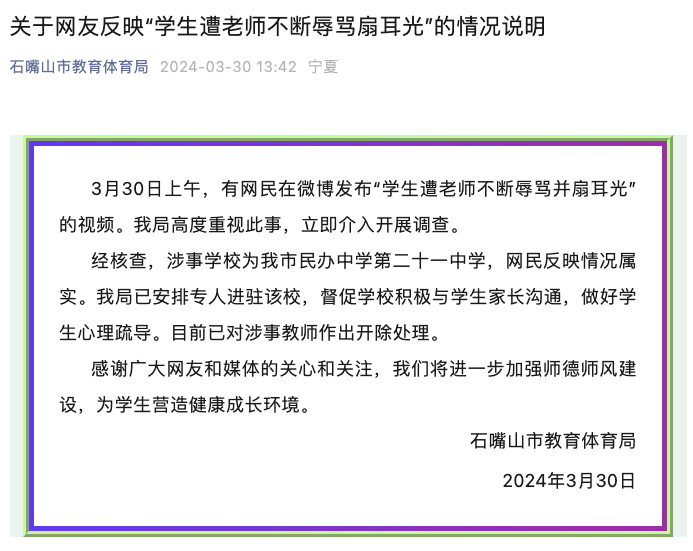 关于网友反映“学生遭老师不断辱骂扇耳光”的情况说明
石嘴山市教育体育局 2024-03-30 13:42 宁夏
3月30日上午，有网民在微博发布“学生遭老师不断辱骂并扇耳光”
的视频。我局高度重视此事，立即介入开展调查。
经核查，涉事学校为我市民办中学第二十一中学，网民反映情况属
实。我局已安排专人进驻该校，督促学校积极与学生家长沟通，做好学
生心理疏导。目前已对涉事教师作出开除处理。
感谢广大网友和媒体的关心和关注，我们将进一步加强师德师风建
设，为学生营造健康成长环境。
石嘴山市教育体育局
2024年3月30日